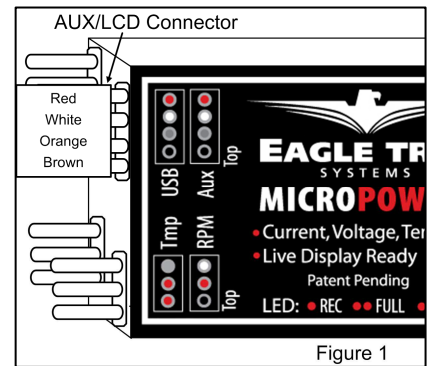 AUX/LCD Connector
Red
White
Orange
Brown
USB
Aux
Top
Tmp
RPM
Top
EAGLE TR
SYSTEMS
MICROPOW
• Current, Voltage, Ter
• Live Display Ready
Patent Pending
LED: • REC •• FULL •
Figure 1